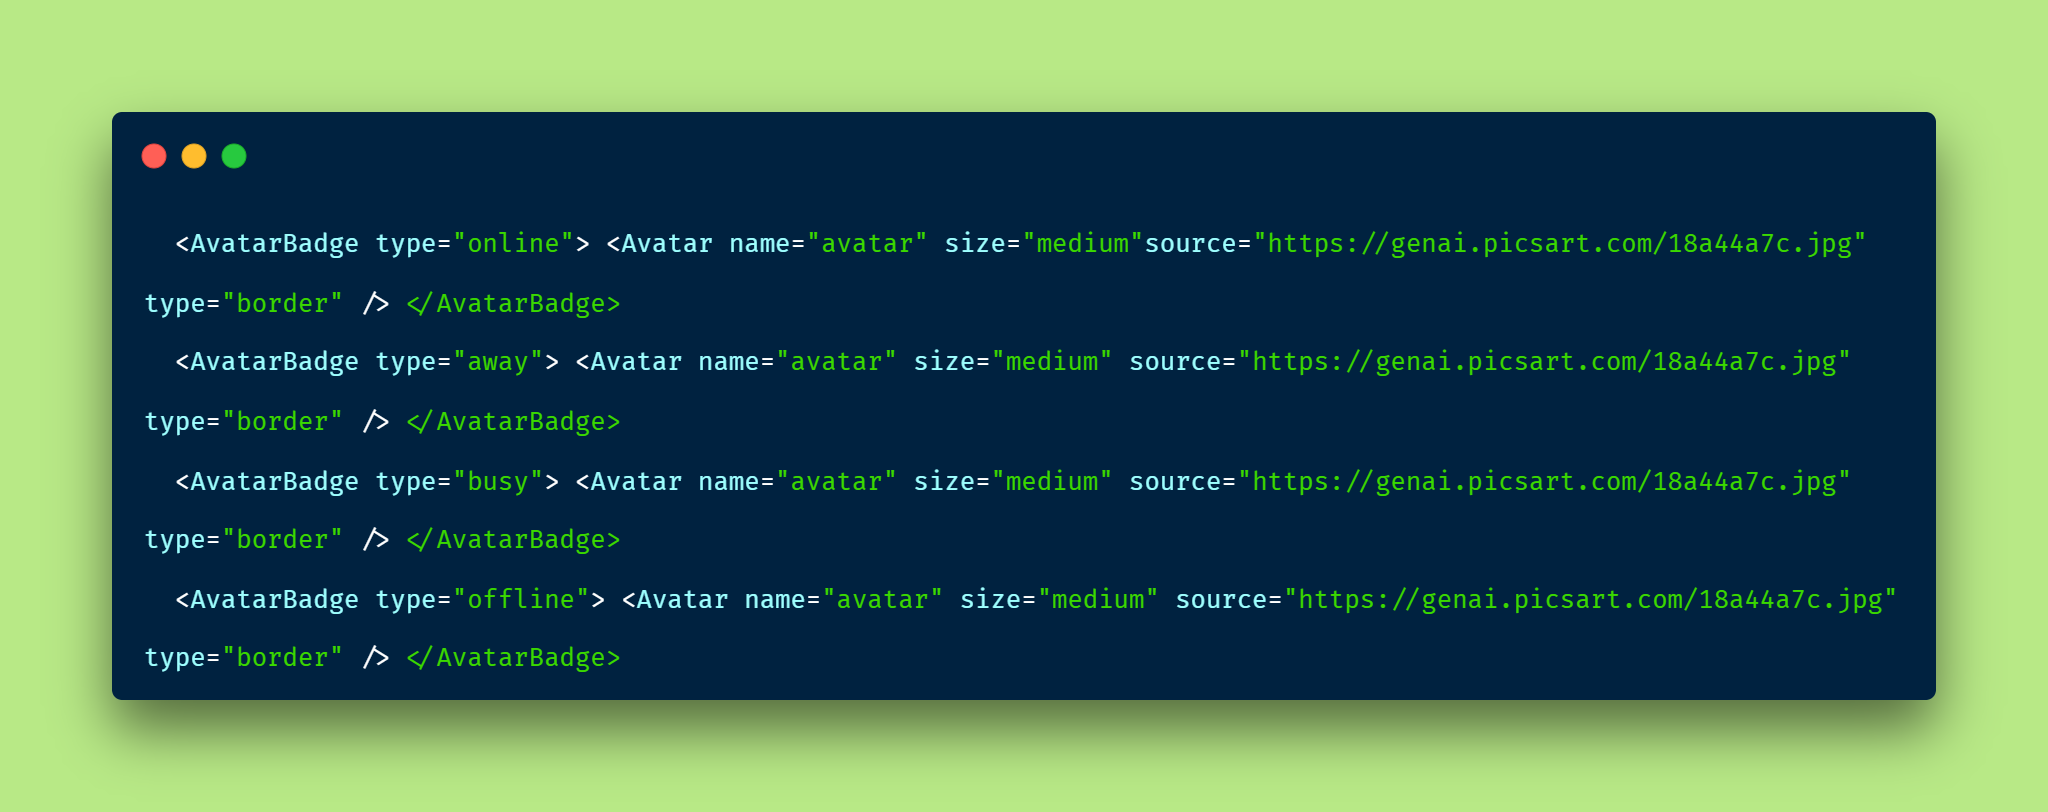 <AvatarBadge type="online"> <Avatar name="avatar" size="medium"source="https://genai.picsart.com/18a44a7c.jpg"
type="border" /> </AvatarBadge>
<AvatarBadge type="away"> <Avatar name="avatar" size="medium" source="https://genai.picsart.com/18a44a7c.jpg"
type="border" /> </AvatarBadge>
<AvatarBadge type="busy"> <Avatar name="avatar" size="medium" source="https://genai.picsart.com/18a44a7c.jpg"
type="border" /> </AvatarBadge>
<AvatarBadge type="offline"> <Avatar name="avatar" size="medium" source="https://genai.picsart.com/18a44a7c.jpg"
type="border" /> </AvatarBadge>